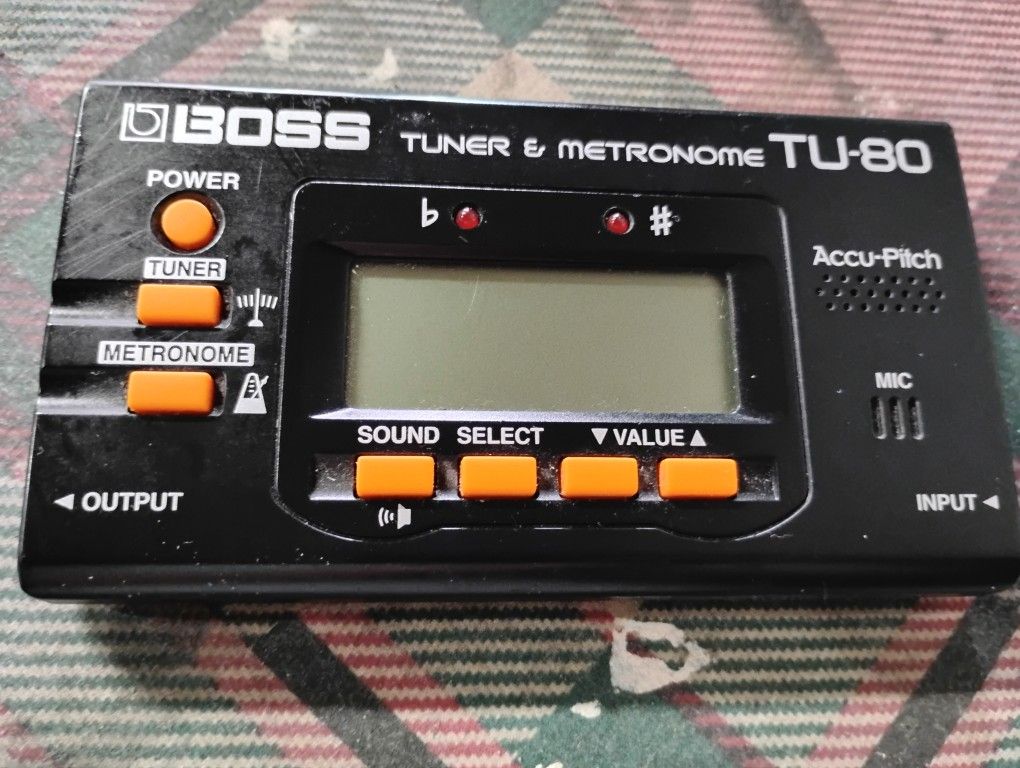 BOSS TUNER & METRONOME TU-80
POWER
♭ #
TUNER
Accu-Pitch
METRONOME
MIC
SOUND SELECT ▼ VALUE ▲
◀ OUTPUT
INPUT ◀